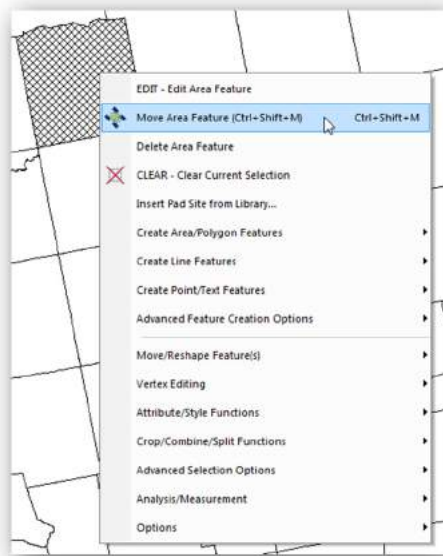 EDIT - Edit Area Feature
Move Area Feature (Ctrl+Shift+M) Ctrl+Shift+M
Delete Area Feature
CLEAR - Clear Current Selection
Insert Pad Site from Library...
Create Area/Polygon Features
Create Line Features
Create Point/Text Features
Advanced Feature Creation Options
Move/Reshape Feature(s)
Vertex Editing
Attribute/Style Functions
Crop/Combine/Split Functions
Advanced Selection Options
Analysis/Measurement
Options